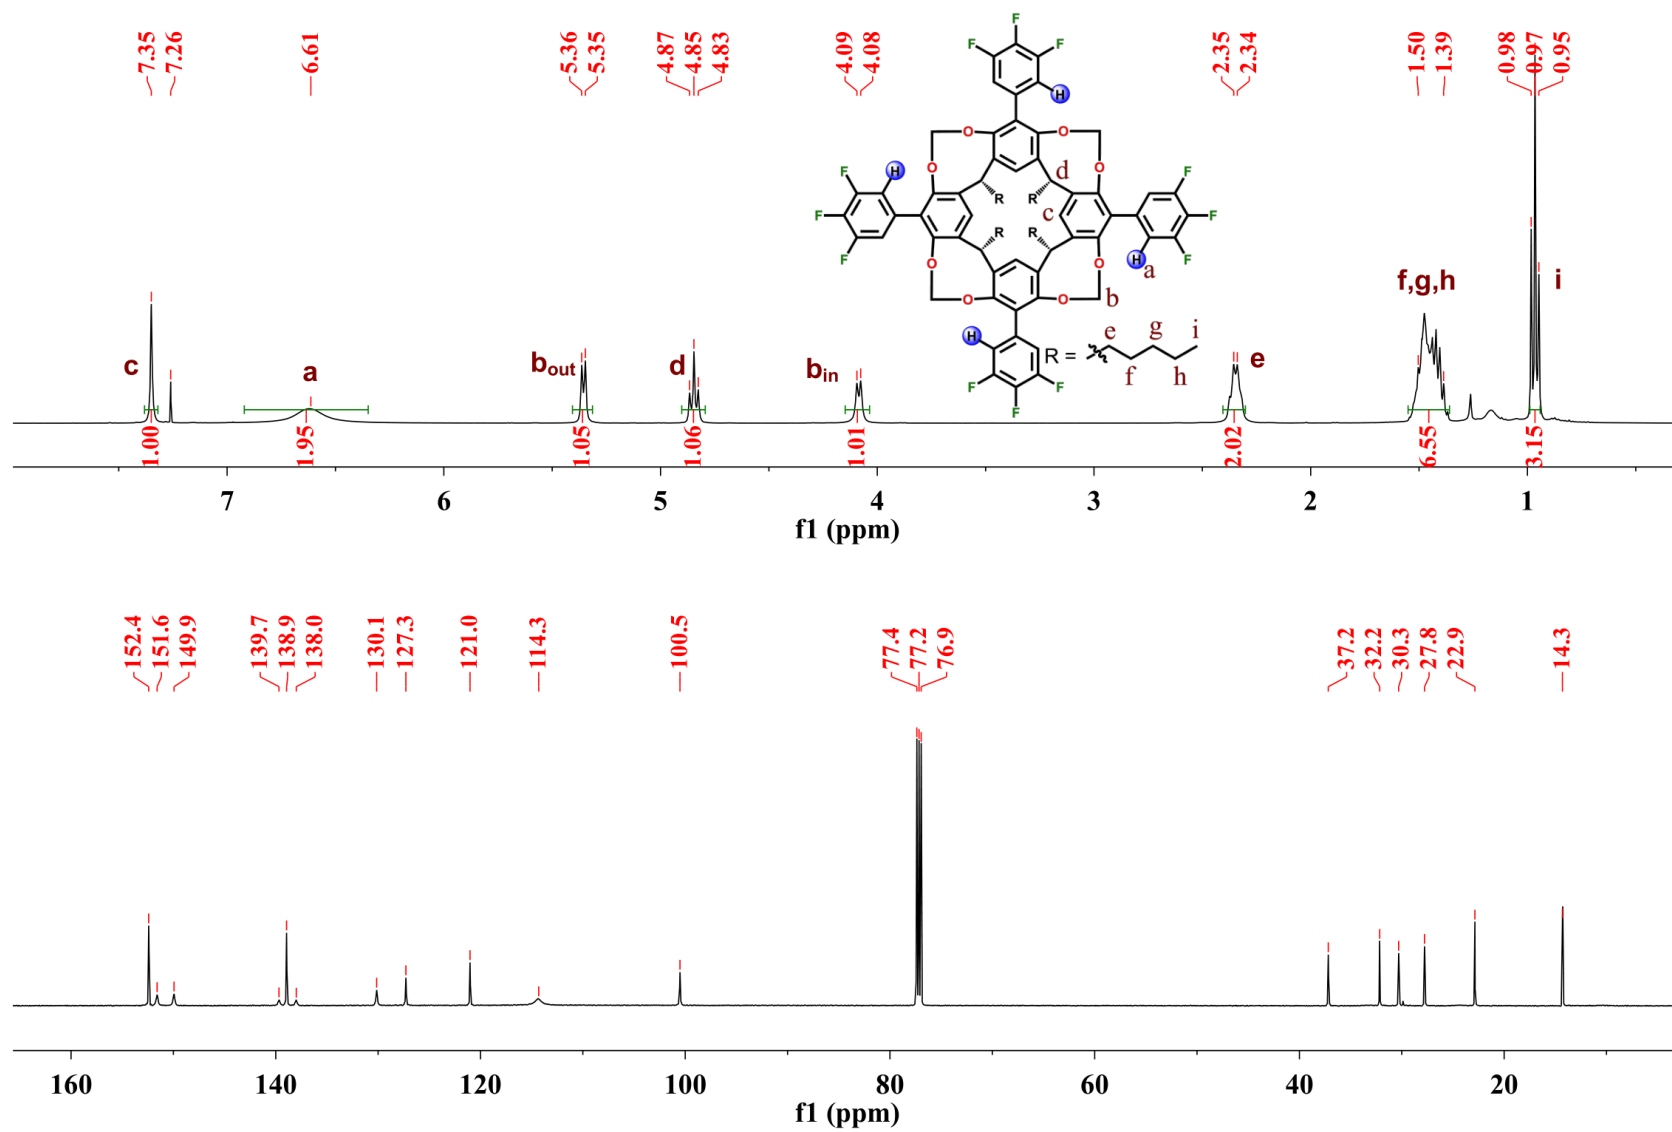 7.35
7.26
6.61
5.36
5.35
4.87
4.85
4.83
4.09
4.08
2.35
2.34
1.50
1.39
0.98
0.97
0.95
F
F F
H
O O
O O
d
F H R R F
F c F
F R R H F
a
O O
O O b
H
R = e g i
f h
F F
F
c
a
bout
d
bin
e
f,g,h
i
1.00
1.95
1.05
1.06
1.01
2.02
6.55
3.15
7 6 5 4 3 2 1
f1 (ppm)
152.4
151.6
149.9
139.7
138.9
138.0
130.1
127.3
121.0
114.3
100.5
77.4
77.2
76.9
37.2
32.2
30.3
27.8
22.9
14.3
160 140 120 100 80 60 40 20
f1 (ppm)